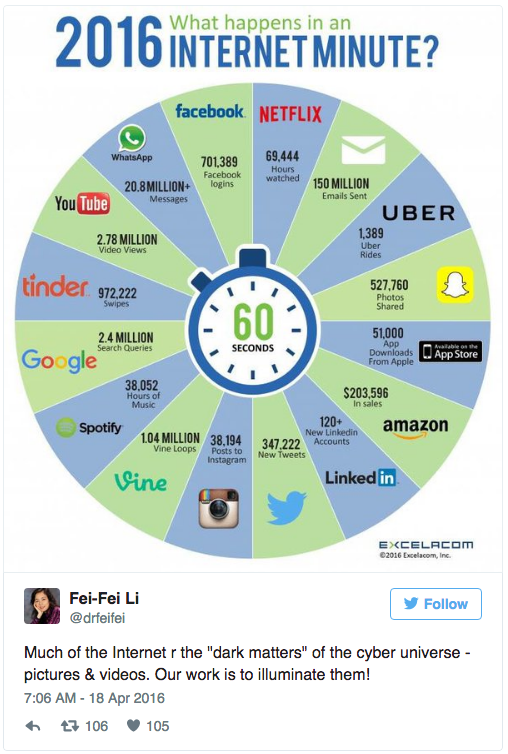 2016 What happens in an
INTERNET MINUTE?
facebook
701,389
Facebook
logins
NETFLIX
69,444
Hours
watched
150 MILLION
Emails Sent
UBER
1,389
Uber
Rides
527,760
Photos
Shared
51,000
App
Downloads
From Apple
Available on the
App Store
$203,596
In sales
amazon
120+
New Linkedin
Accounts
Linked in
347,222
New Tweets
38,194
Posts to
Instagram
1.04 MILLION
Vine Loops
Vine
38,052
Hours of
Music
Spotify
2.4 MILLION
Search Queries
Google
972,222
Swipes
tinder
2.78 MILLION
Video Views
You Tube
WhatsApp
20.8 MILLION+
Messages
60
SECONDS
EXCELACOM
©2016 Excelacom, Inc.
Fei-Fei Li
@drfeifei
Follow
Much of the Internet r the "dark matters" of the cyber universe -
pictures & videos. Our work is to illuminate them!
7:06 AM - 18 Apr 2016
106
105